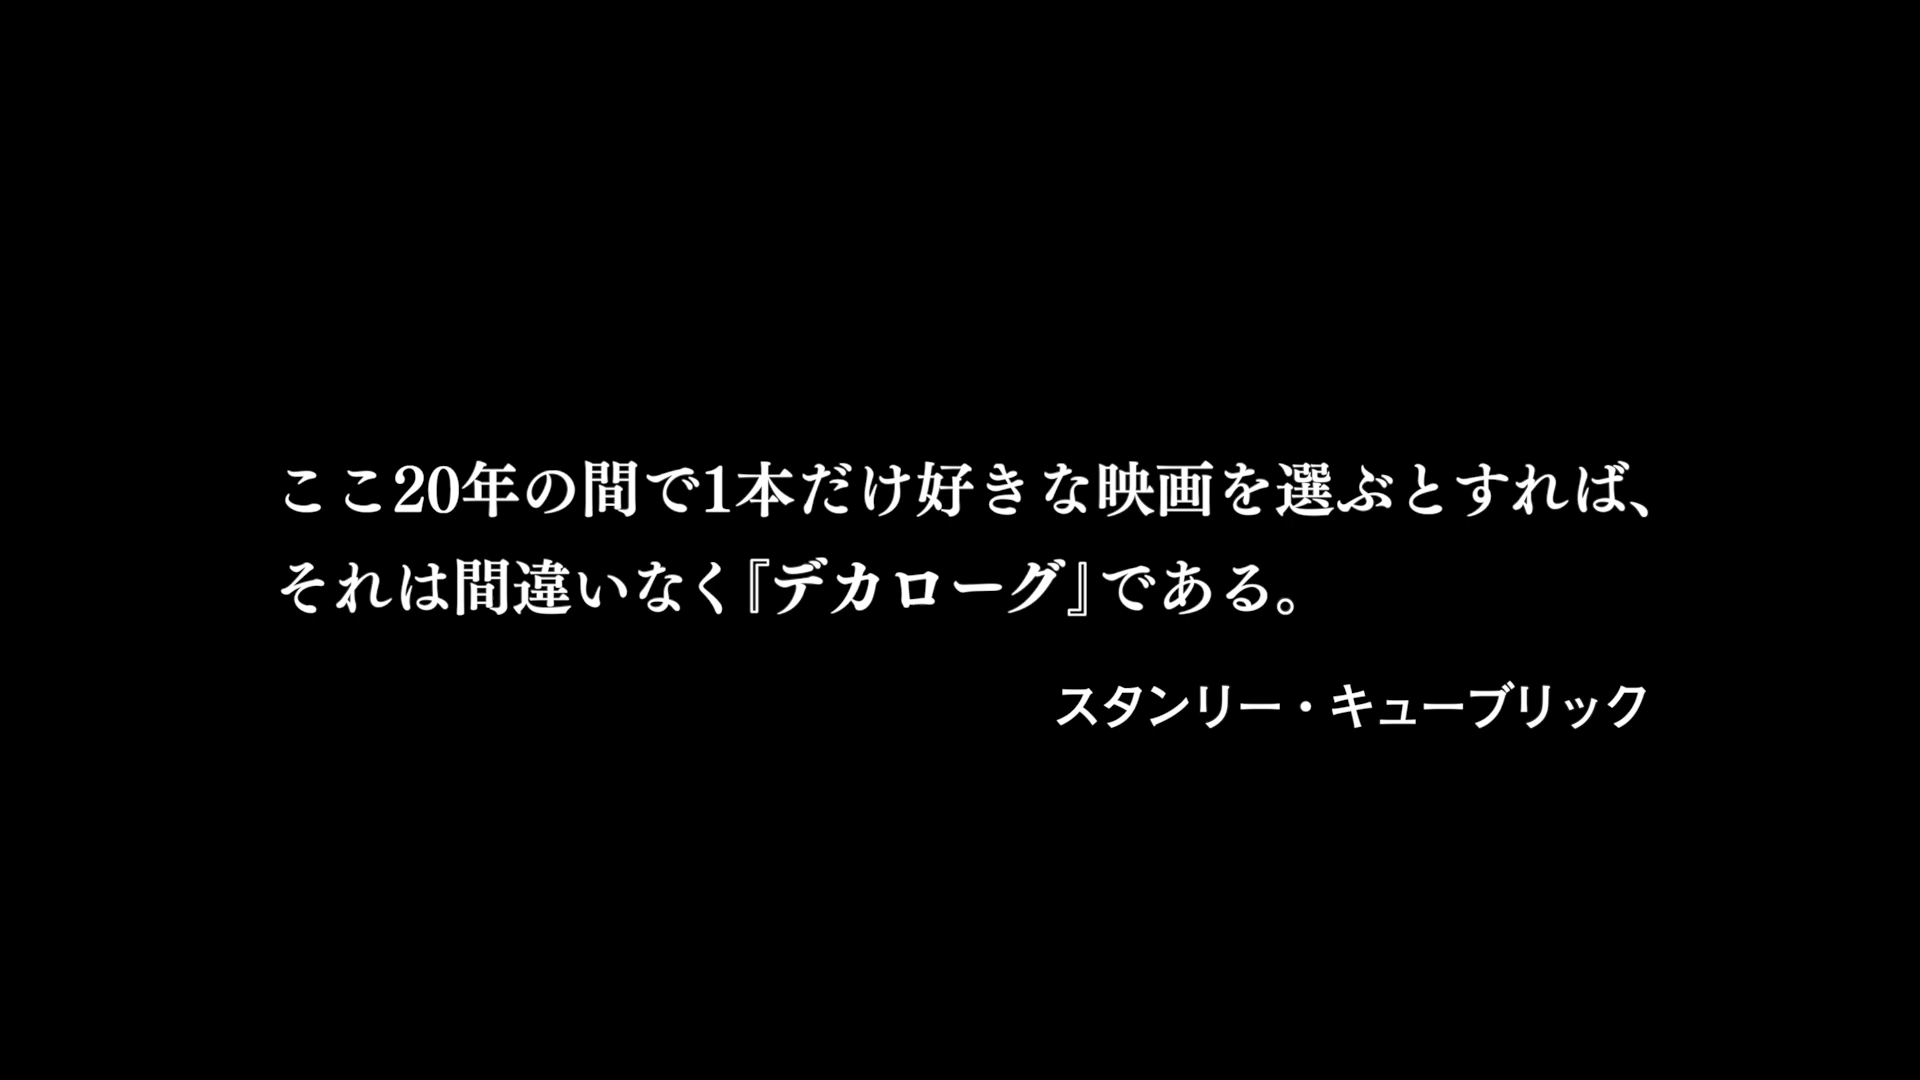 ここ20年の間で1本だけ好きな映画を選ぶとすれば、
それは間違いなく『デカローグ』である。
スタンリー・キューブリック